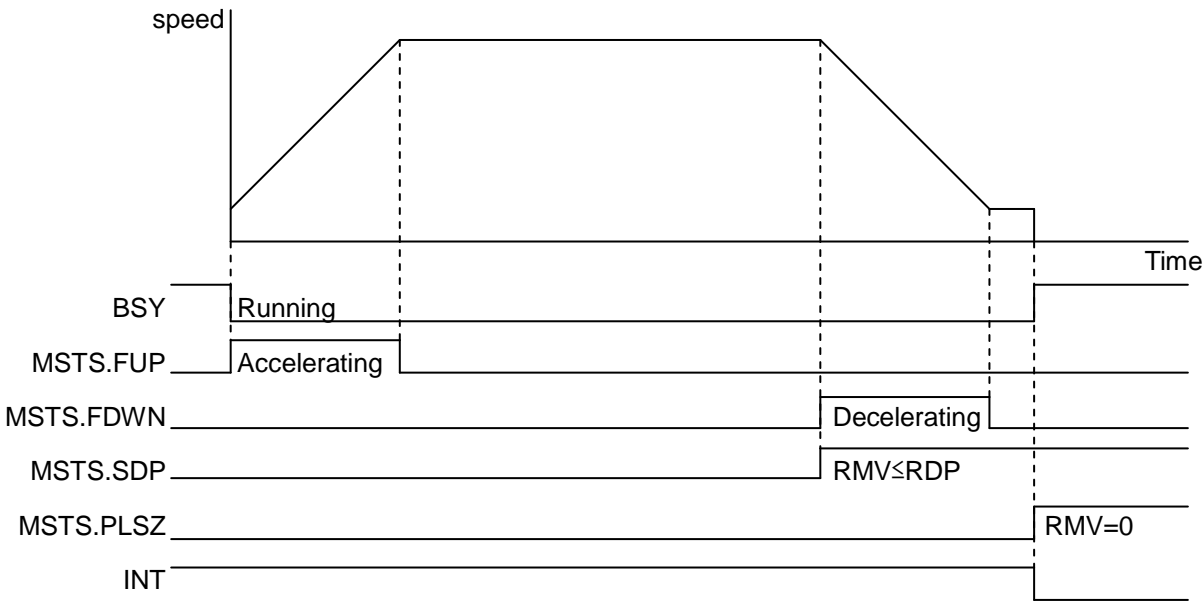 speed
Time
BSY Running
MSTS.FUP Accelerating
MSTS.FDWN Decelerating
MSTS.SDP RMV≦RDP
MSTS.PLSZ RMV=0
INT